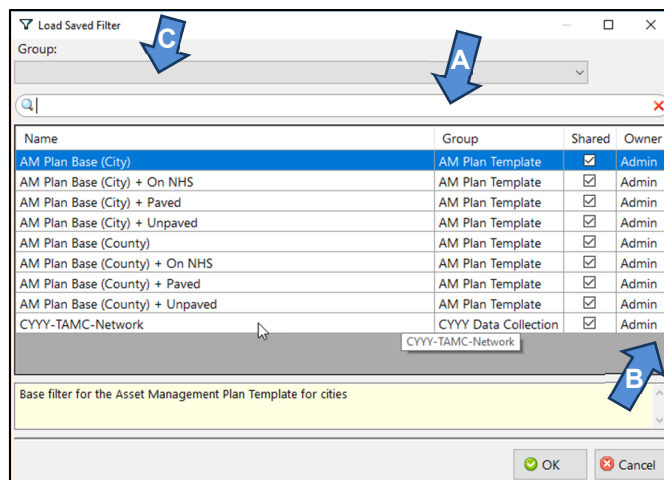 Load Saved Filter
Group:
C
A
Name Group Shared Owner
AM Plan Base (City) AM Plan Template Admin
AM Plan Base (City) + On NHS AM Plan Template Admin
AM Plan Base (City) + Paved AM Plan Template Admin
AM Plan Base (City) + Unpaved AM Plan Template Admin
AM Plan Base (County) AM Plan Template Admin
AM Plan Base (County) + On NHS AM Plan Template Admin
AM Plan Base (County) + Paved AM Plan Template Admin
AM Plan Base (County) + Unpaved AM Plan Template Admin
CYYY-TAMC-Network CYYY Data Collection Admin
CYYY-TAMC-Network
B
Base filter for the Asset Management Plan Template for cities
OK Cancel